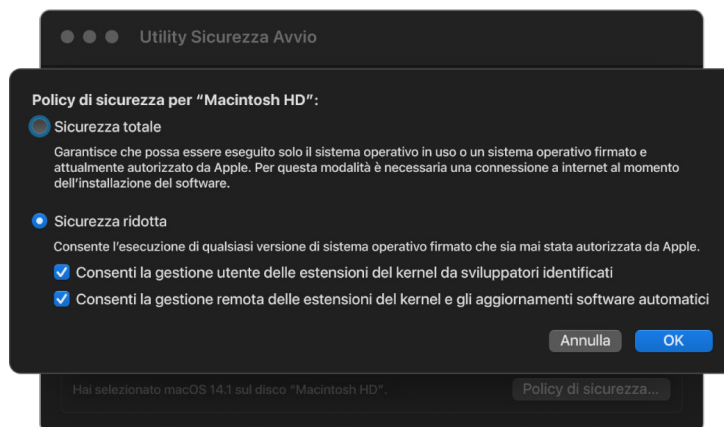 Utility Sicurezza Avvio
Policy di sicurezza per “Macintosh HD”:
Sicurezza totale
Garantisce che possa essere eseguito solo il sistema operativo in uso o un sistema operativo firmato e
attualmente autorizzato da Apple. Per questa modalità è necessaria una connessione a internet al momento
dell’installazione del software.
Sicurezza ridotta
Consente l’esecuzione di qualsiasi versione di sistema operativo firmato che sia mai stata autorizzata da Apple.
Consenti la gestione utente delle estensioni del kernel da sviluppatori identificati
Consenti la gestione remota delle estensioni del kernel e gli aggiornamenti software automatici
Annulla OK
Hai selezionato macOS 14.1 sul disco “Macintosh HD”. Policy di sicurezza...